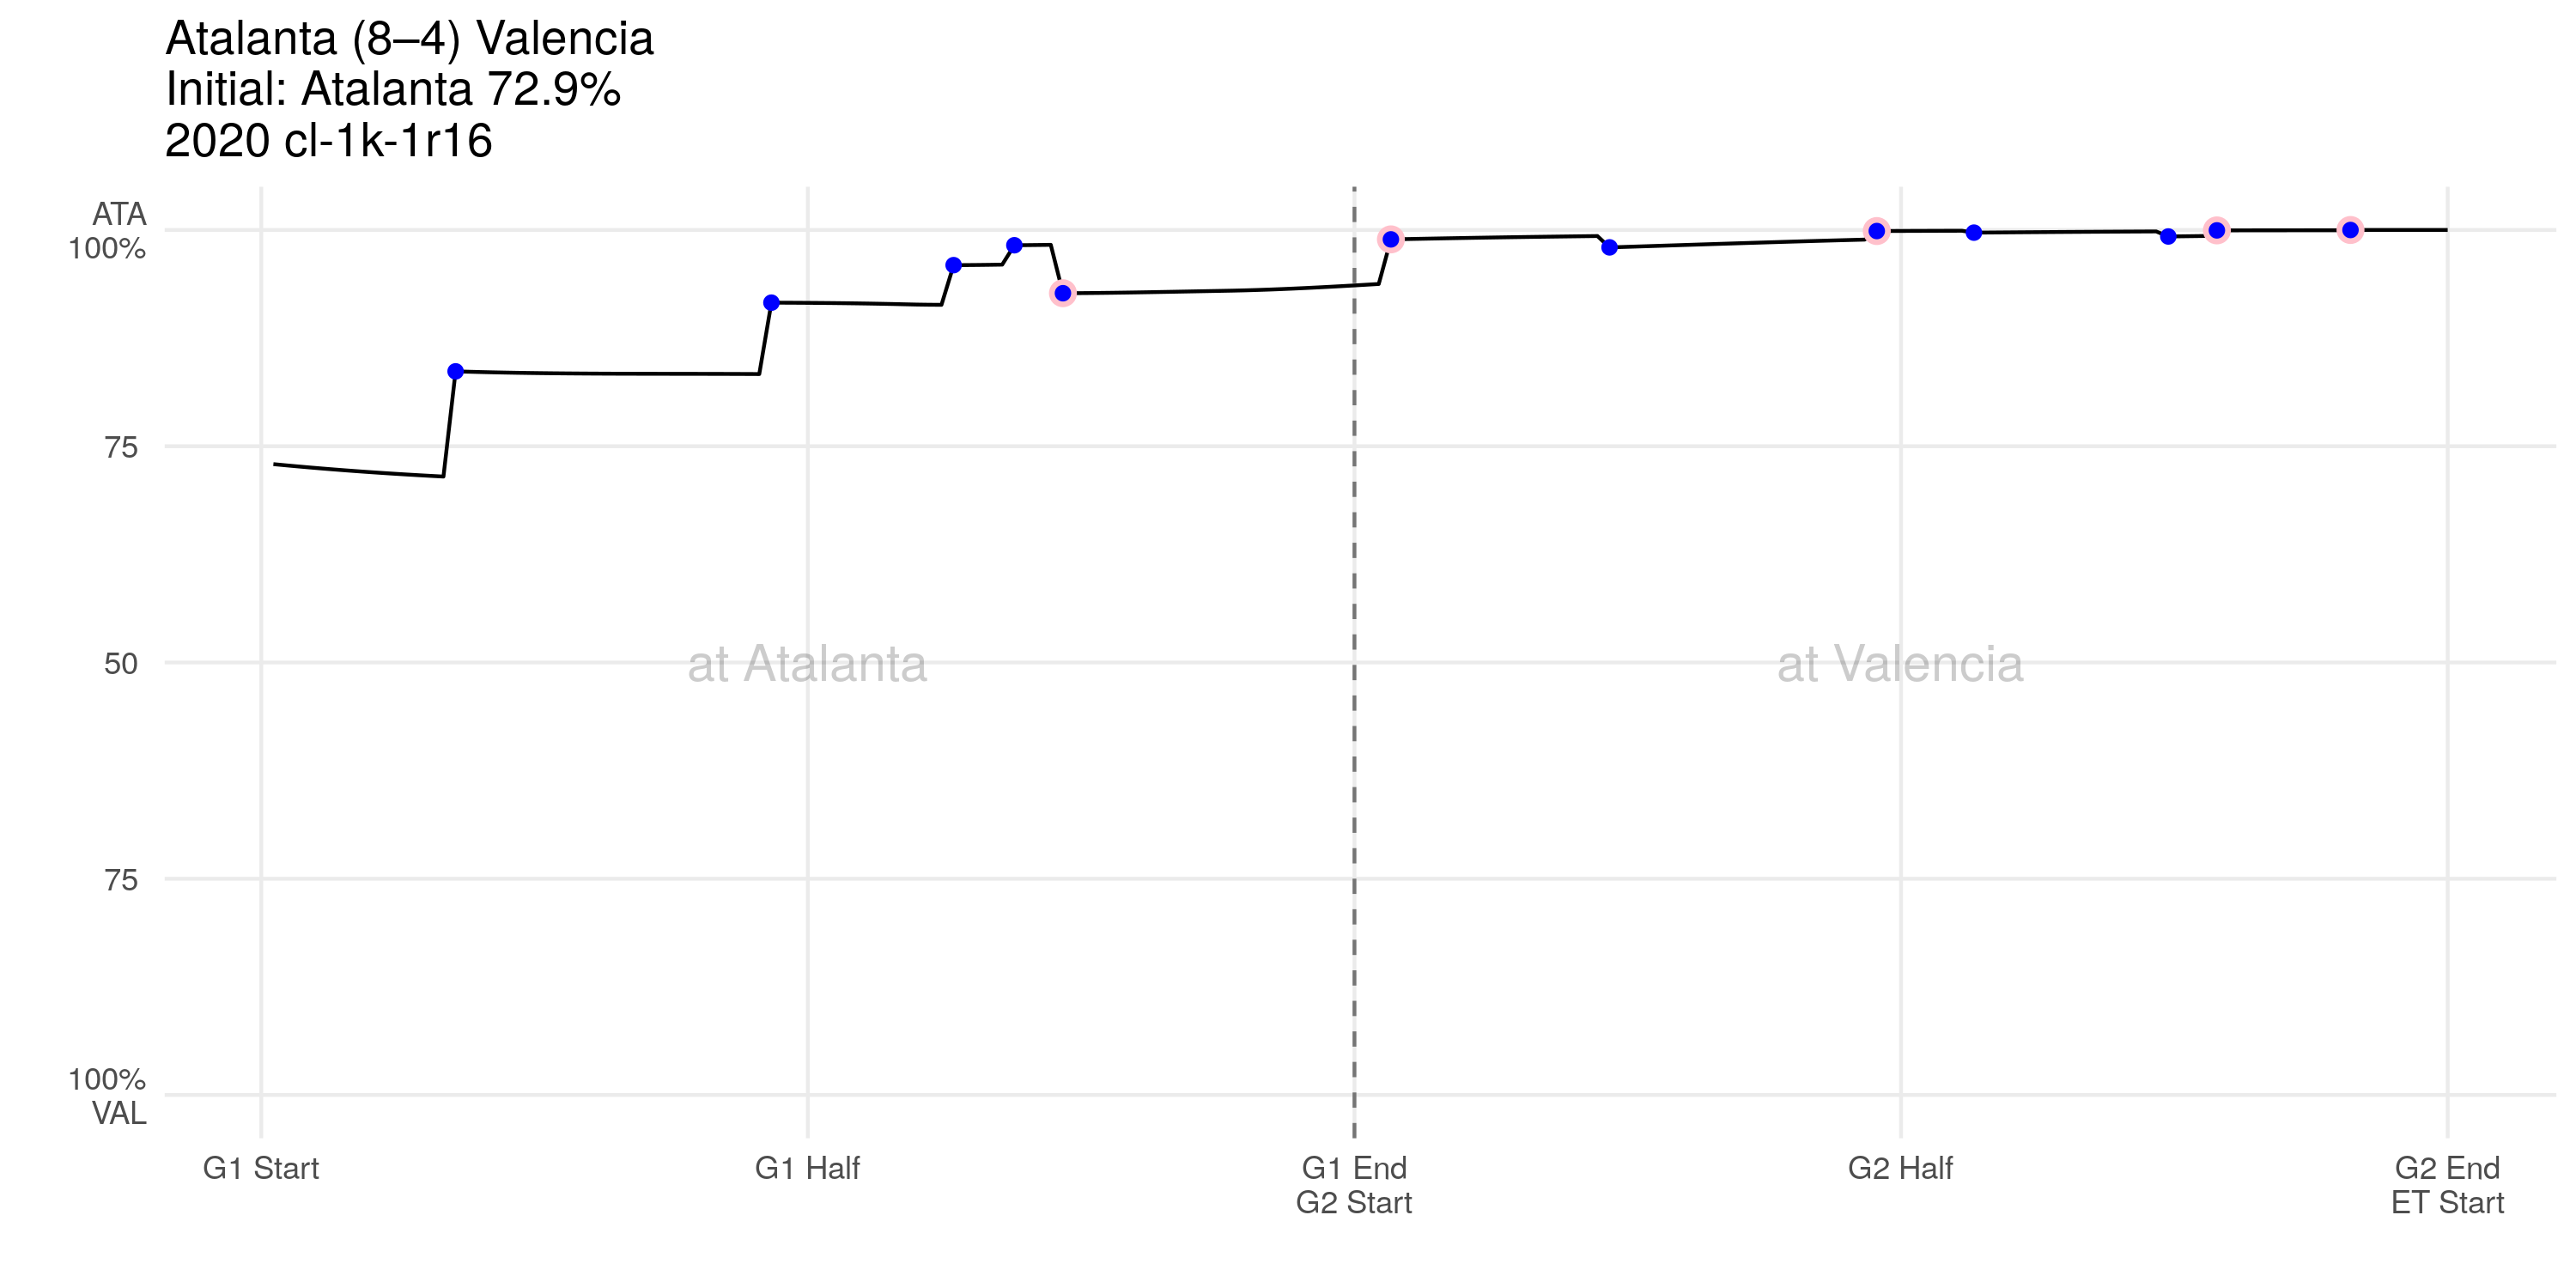 Atalanta (8–4) Valencia
Initial: Atalanta 72.9%
2020 cl-1k-1r16
ATA
100%
75
50
75
100%
VAL
at Atalanta
at Valencia
G1 Start
G1 Half
G1 End
G2 Start
G2 Half
G2 End
ET Start